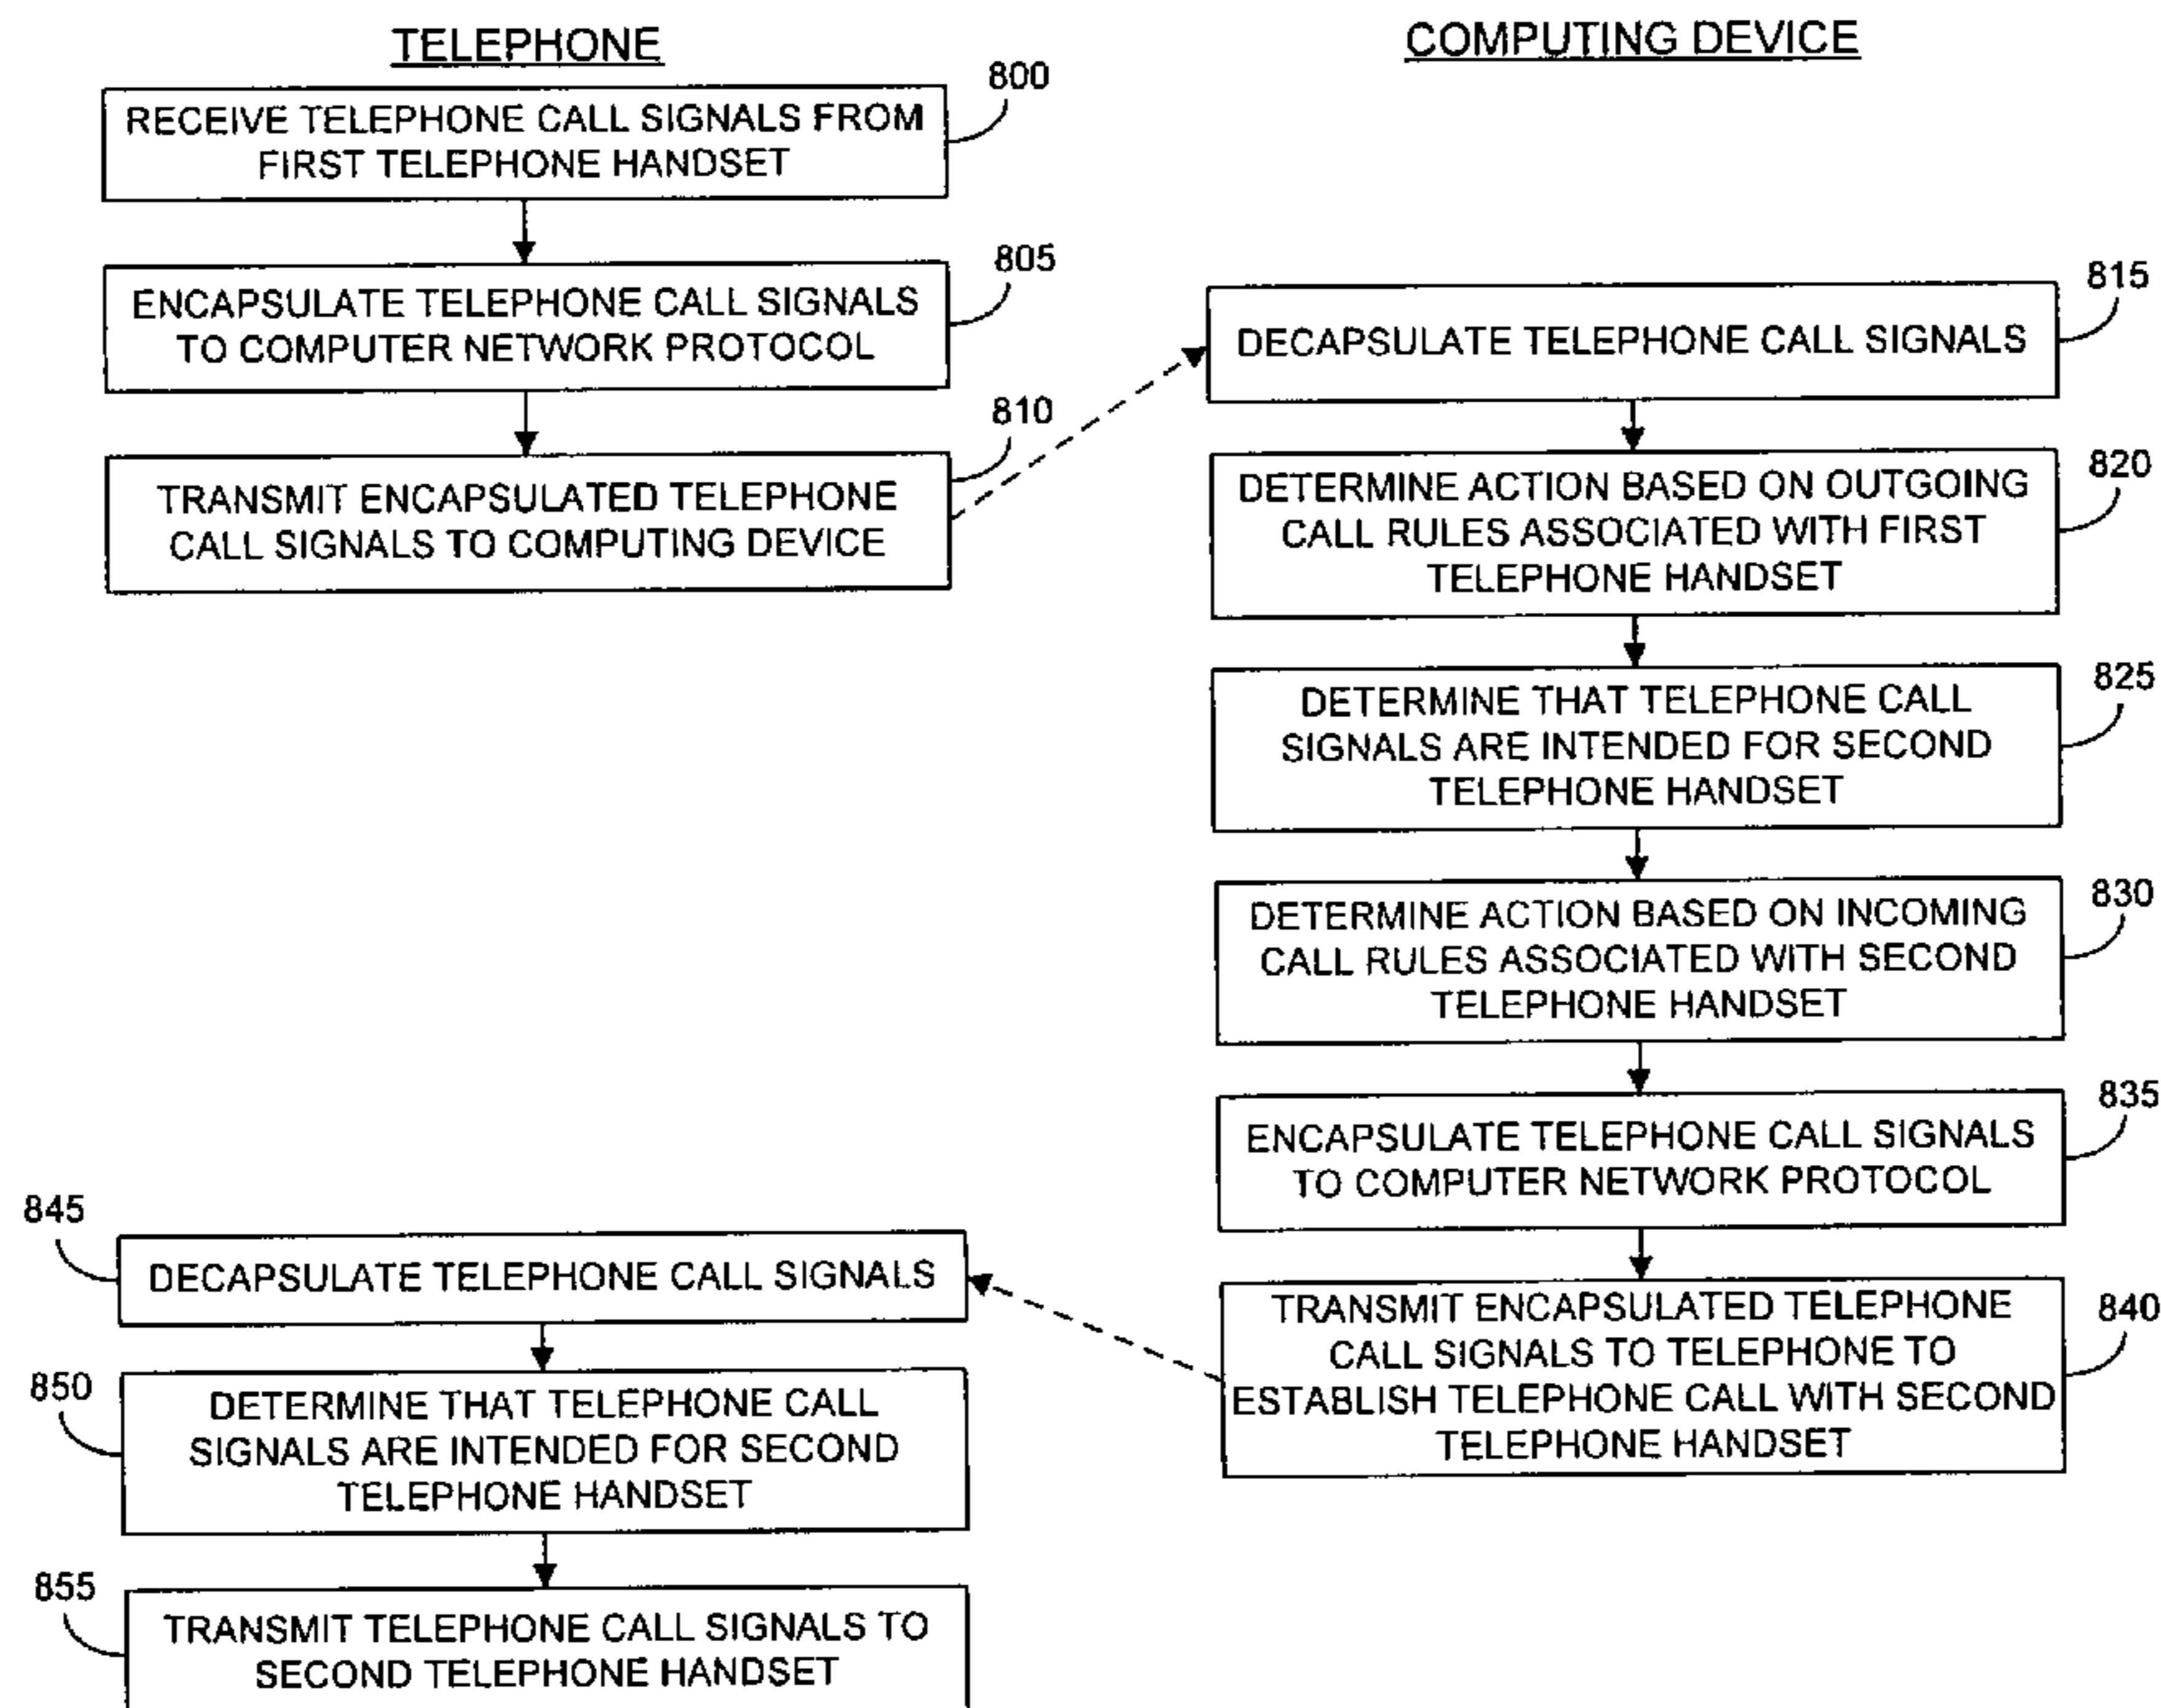 TELEPHONE
800
RECEIVE TELEPHONE CALL SIGNALS FROM
FIRST TELEPHONE HANDSET
805
ENCAPSULATE TELEPHONE CALL SIGNALS
TO COMPUTER NETWORK PROTOCOL
810
TRANSMIT ENCAPSULATED TELEPHONE
CALL SIGNALS TO COMPUTING DEVICE
COMPUTING DEVICE
815
DECAPSULATE TELEPHONE CALL SIGNALS
820
DETERMINE ACTION BASED ON OUTGOING
CALL RULES ASSOCIATED WITH FIRST
TELEPHONE HANDSET
825
DETERMINE THAT TELEPHONE CALL
SIGNALS ARE INTENDED FOR SECOND
TELEPHONE HANDSET
830
DETERMINE ACTION BASED ON INCOMING
CALL RULES ASSOCIATED WITH SECOND
TELEPHONE HANDSET
835
ENCAPSULATE TELEPHONE CALL SIGNALS
TO COMPUTER NETWORK PROTOCOL
840
TRANSMIT ENCAPSULATED TELEPHONE
CALL SIGNALS TO TELEPHONE TO
ESTABLISH TELEPHONE CALL WITH SECOND
TELEPHONE HANDSET
845
DECAPSULATE TELEPHONE CALL SIGNALS
850
DETERMINE THAT TELEPHONE CALL
SIGNALS ARE INTENDED FOR SECOND
TELEPHONE HANDSET
855
TRANSMIT TELEPHONE CALL SIGNALS TO
SECOND TELEPHONE HANDSET